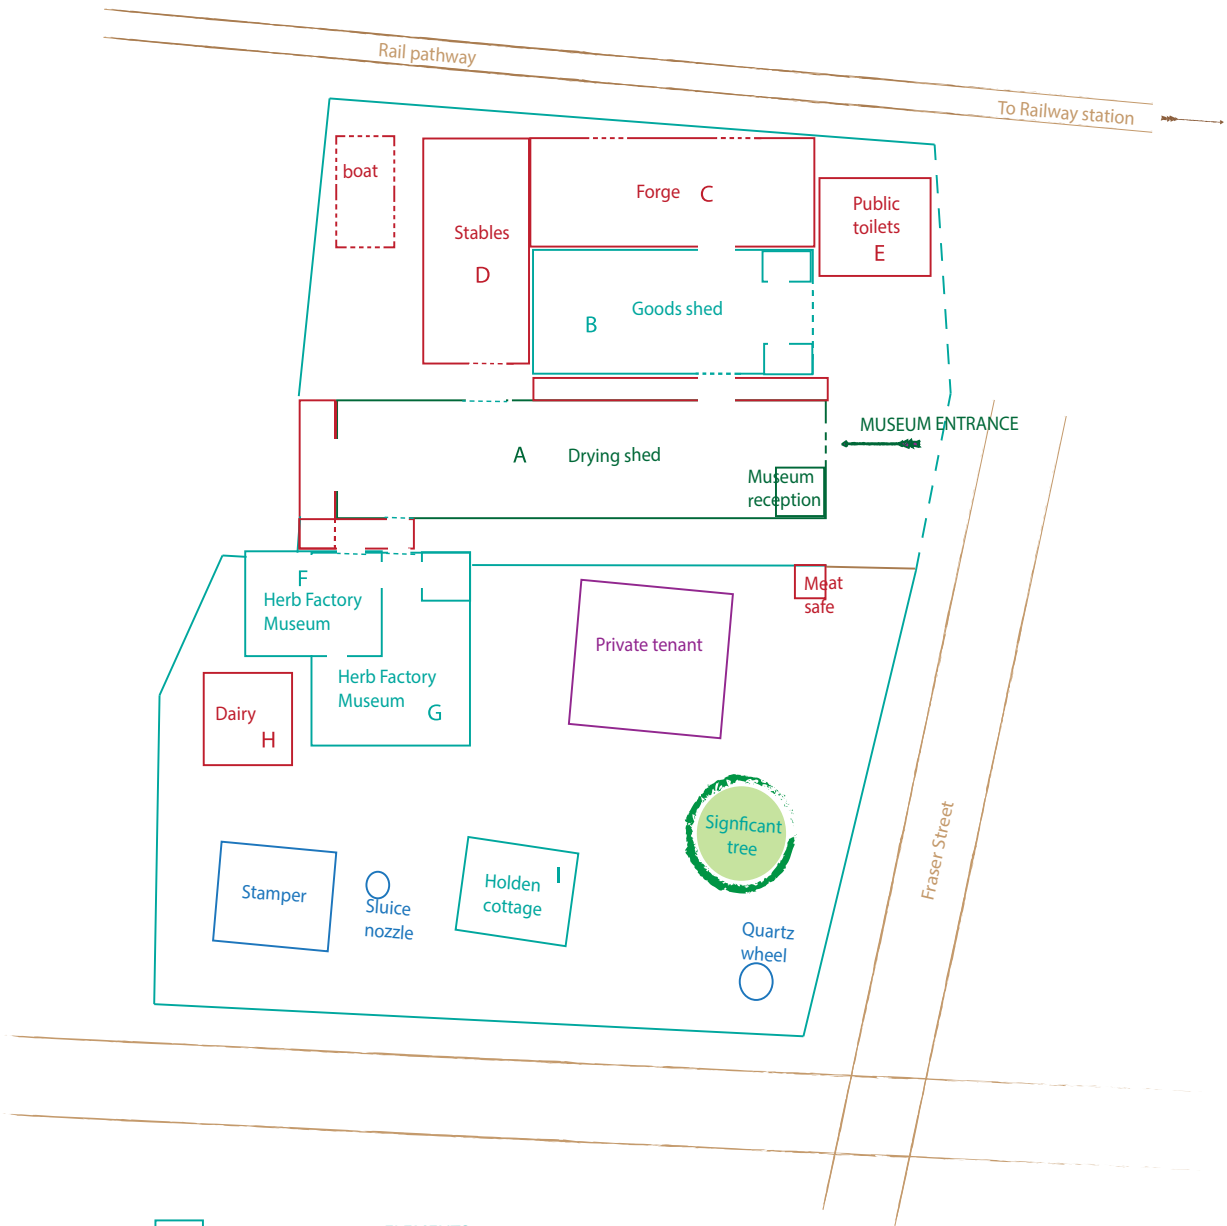 Rail pathway
To Railway station
boat
Forge C
Public
toilets
E
Stables
D
Goods shed
B
MUSEUM ENTRANCE
A
Drying shed
Museum
reception
F
Herb Factory
Museum
Meat
safe
Private tenant
Herb Factory
Museum
G
Dairy
H
Signficant
tree
Fraser Street
Stamper
Sluice
nozzle
I
Holden
cottage
Quartz
wheel